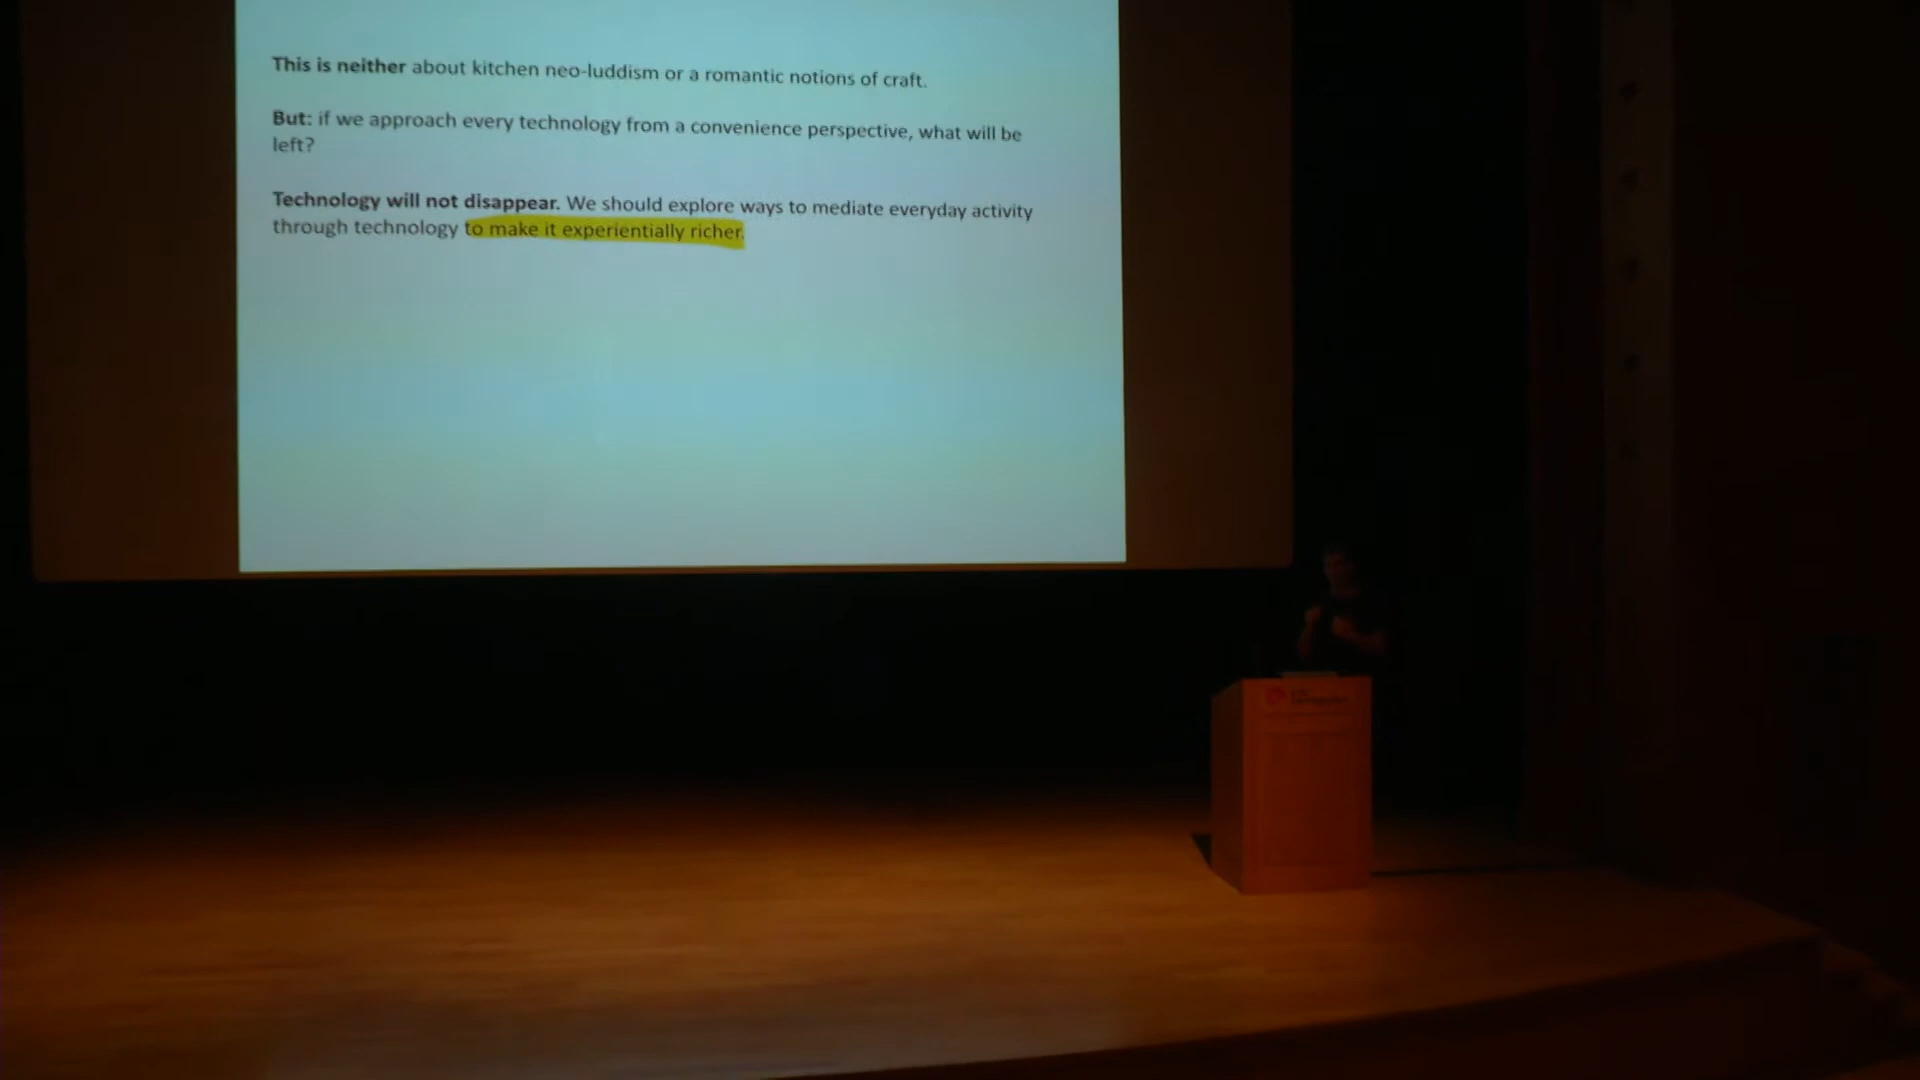 This is neither about kitchen neo-luddism or a romantic notions of craft.
But: if we approach every technology from a convenience perspective, what will be
left?
Technology will not disappear. We should explore ways to mediate everyday activity
through technology to make it experientially richer.